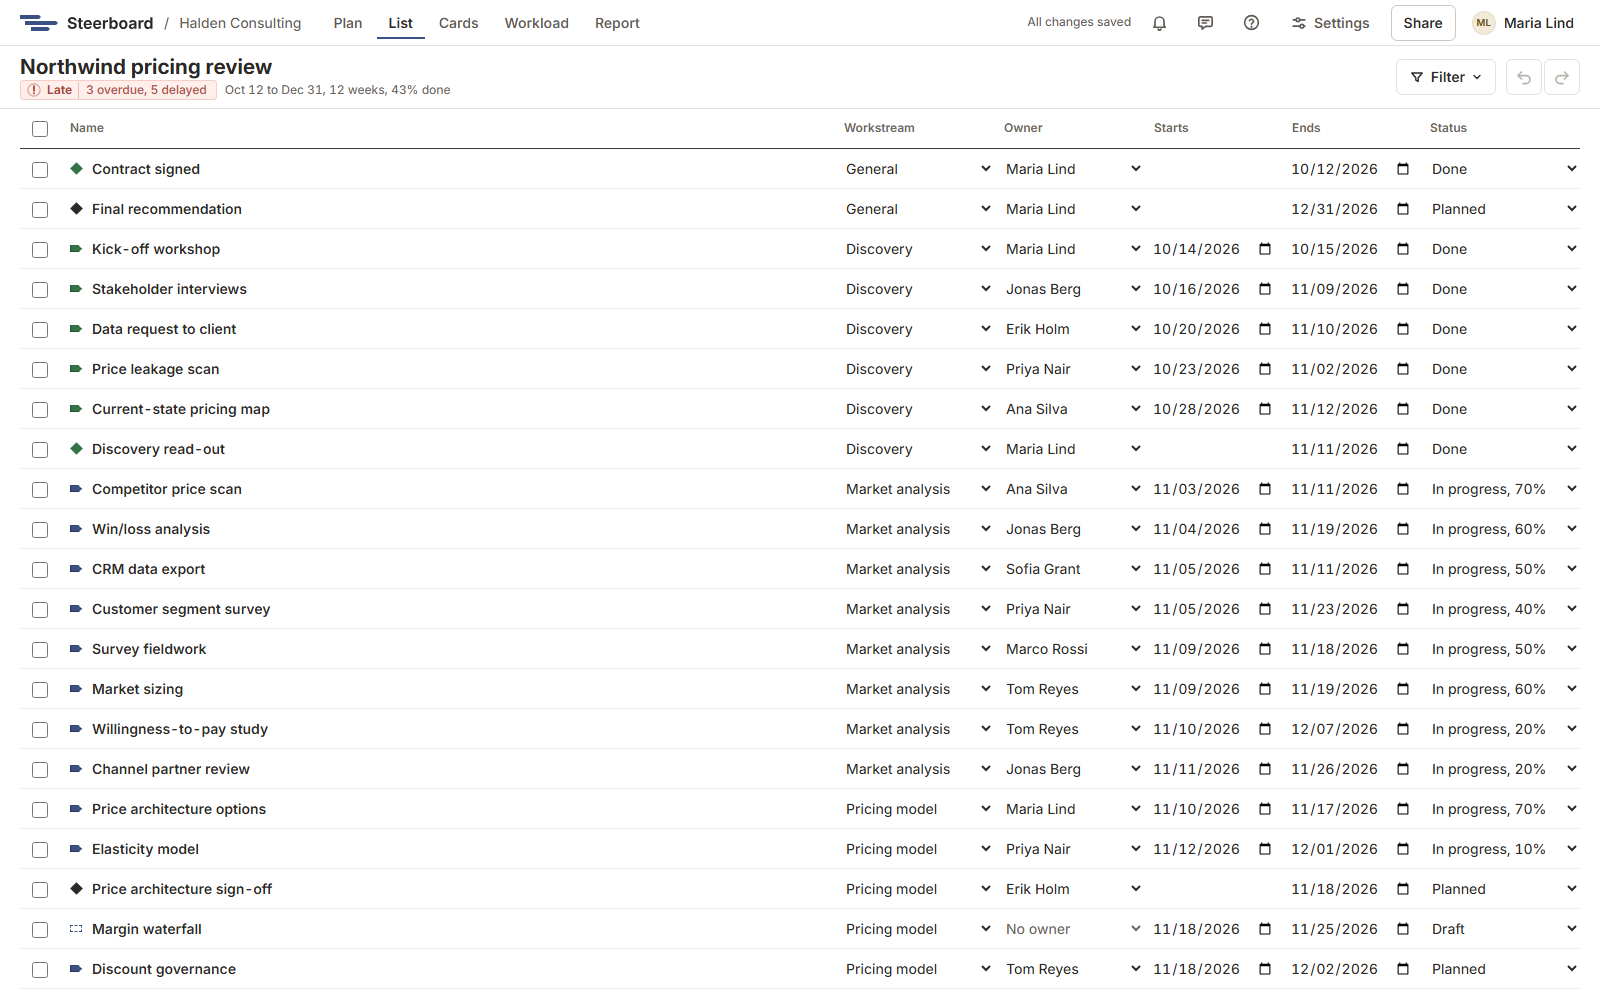 Steerboard / Halden Consulting Plan List Cards Workload Report All changes saved Settings Share ML Maria Lind
Northwind pricing review
Late 3 overdue, 5 delayed Oct 12 to Dec 31, 12 weeks, 43% done Filter
Name Workstream Owner Starts Ends Status
Contract signed General Maria Lind 10/12/2026 Done
Final recommendation General Maria Lind 12/31/2026 Planned
Kick-off workshop Discovery Maria Lind 10/14/2026 10/15/2026 Done
Stakeholder interviews Discovery Jonas Berg 10/16/2026 11/09/2026 Done
Data request to client Discovery Erik Holm 10/20/2026 11/10/2026 Done
Price leakage scan Discovery Priya Nair 10/23/2026 11/02/2026 Done
Current-state pricing map Discovery Ana Silva 10/28/2026 11/12/2026 Done
Discovery read-out Discovery Maria Lind 11/11/2026 Done
Competitor price scan Market analysis Ana Silva 11/03/2026 11/11/2026 In progress, 70%
Win/loss analysis Market analysis Jonas Berg 11/04/2026 11/19/2026 In progress, 60%
CRM data export Market analysis Sofia Grant 11/05/2026 11/11/2026 In progress, 50%
Customer segment survey Market analysis Priya Nair 11/05/2026 11/23/2026 In progress, 40%
Survey fieldwork Market analysis Marco Rossi 11/09/2026 11/18/2026 In progress, 50%
Market sizing Market analysis Tom Reyes 11/09/2026 11/19/2026 In progress, 60%
Willingness-to-pay study Market analysis Tom Reyes 11/10/2026 12/07/2026 In progress, 20%
Channel partner review Market analysis Jonas Berg 11/11/2026 11/26/2026 In progress, 20%
Price architecture options Pricing model Maria Lind 11/10/2026 11/17/2026 In progress, 70%
Elasticity model Pricing model Priya Nair 11/12/2026 12/01/2026 In progress, 10%
Price architecture sign-off Pricing model Erik Holm 11/18/2026 Planned
Margin waterfall Pricing model No owner 11/18/2026 11/25/2026 Draft
Discount governance Pricing model Tom Reyes 11/18/2026 12/02/2026 Planned